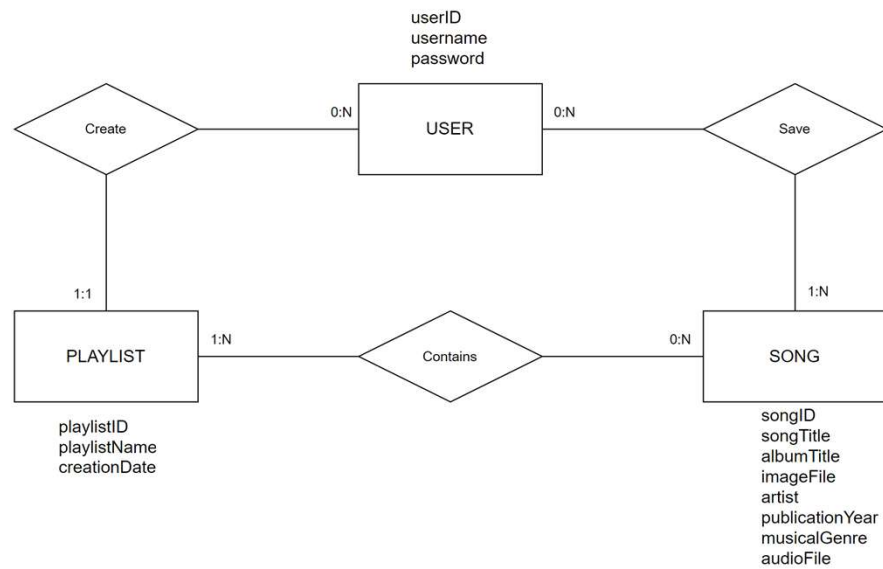 userID
username
password
Create
0:N
USER
0:N
Save
1:1
1:N
PLAYLIST
1:N
Contains
0:N
SONG
playlistID
playlistName
creationDate
songID
songTitle
albumTitle
imageFile
artist
publicationYear
musicalGenre
audioFile